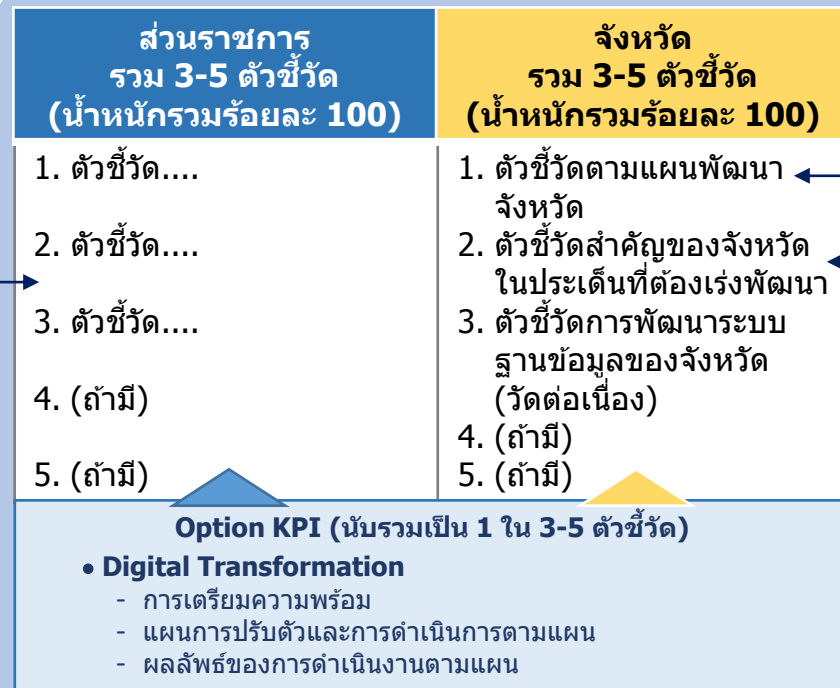 ส่วนราชการ
รวม 3-5 ตัวชี้วัด
(น้ำหนักรวมร้อยละ 100)
จังหวัด
รวม 3-5 ตัวชี้วัด
(น้ำหนักรวมร้อยละ 100)
1. ตัวชี้วัด....
2. ตัวชี้วัด....
3. ตัวชี้วัด....
4. (ถ้ามี)
5. (ถ้ามี)
1. ตัวชี้วัดตามแผนพัฒนา
จังหวัด
2. ตัวชี้วัดสำคัญของจังหวัด
ในประเด็นที่ต้องเร่งพัฒนา
3. ตัวชี้วัดการพัฒนาระบบ
ฐานข้อมูลของจังหวัด
(วัดต่อเนื่อง)
4. (ถ้ามี)
5. (ถ้ามี)
Option KPI (นับรวมเป็น 1 ใน 3-5 ตัวชี้วัด)
• Digital Transformation
- การเตรียมความพร้อม
- แผนการปรับตัวและการดำเนินการตามแผน
- ผลลัพธ์ของการดำเนินงานตามแผน